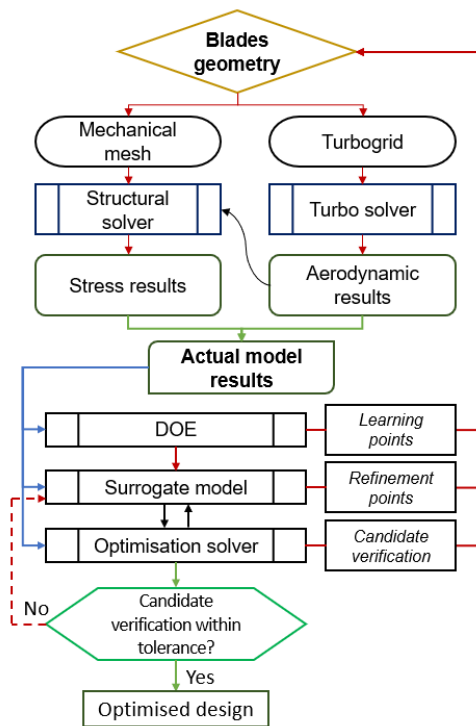 Blades
geometry
Mechanical
mesh
Turbogrid
Structural
solver
Turbo solver
Stress results
Aerodynamic
results
Actual model
results
DOE
Learning
points
Surrogate model
Refinement
points
Optimisation solver
Candidate
verification
No
Candidate
verification within
tolerance?
Yes
Optimised design